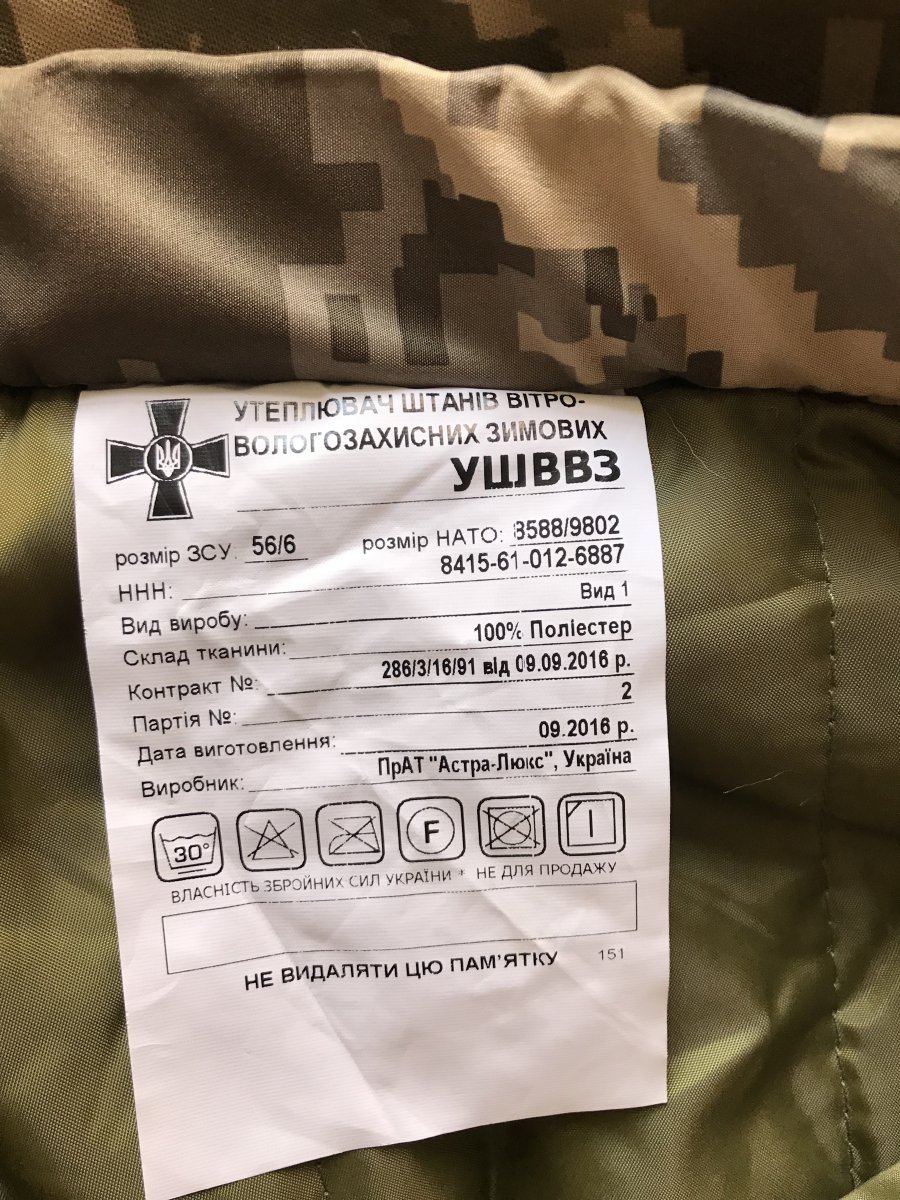 УТЕПЛЮВАЧ ШТАНІВ ВІТРО-
ВОЛОГОЗАХИСНИХ ЗИМОВИХ
УШВВЗ
розмір ЗСУ: 56/6 розмір НАТО: 8588/9802
ННН: 8415-61-012-6887
Вид виробу: Вид 1
Склад тканини: 100% Поліестер
Контракт №: 286/3/16/91 від 09.09.2016 р.
Партія №: 2
Дата виготовлення: 09.2016 р.
Виробник: ПрАТ "Астра-Люкс", Україна
30° F
ВЛАСНІСТЬ ЗБРОЙНИХ СИЛ УКРАЇНИ * НЕ ДЛЯ ПРОДАЖУ
НЕ ВИДАЛЯТИ ЦЮ ПАМ'ЯТКУ 151